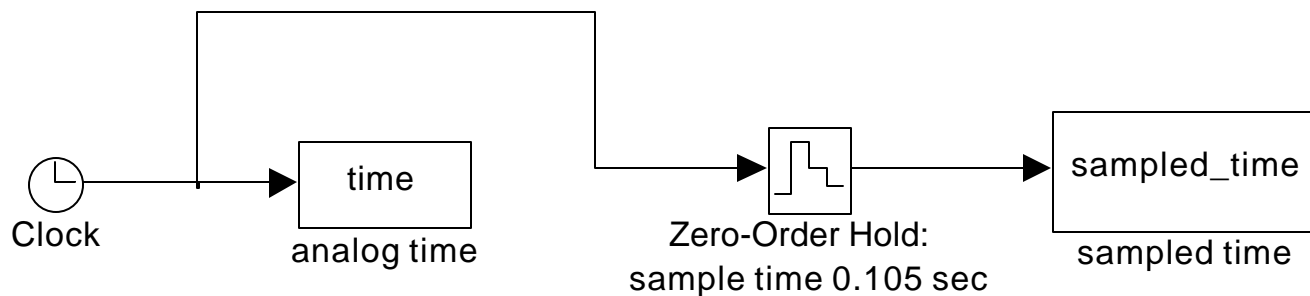 Clock
time
analog time
Zero-Order Hold:
sample time 0.105 sec
sampled_time
sampled time